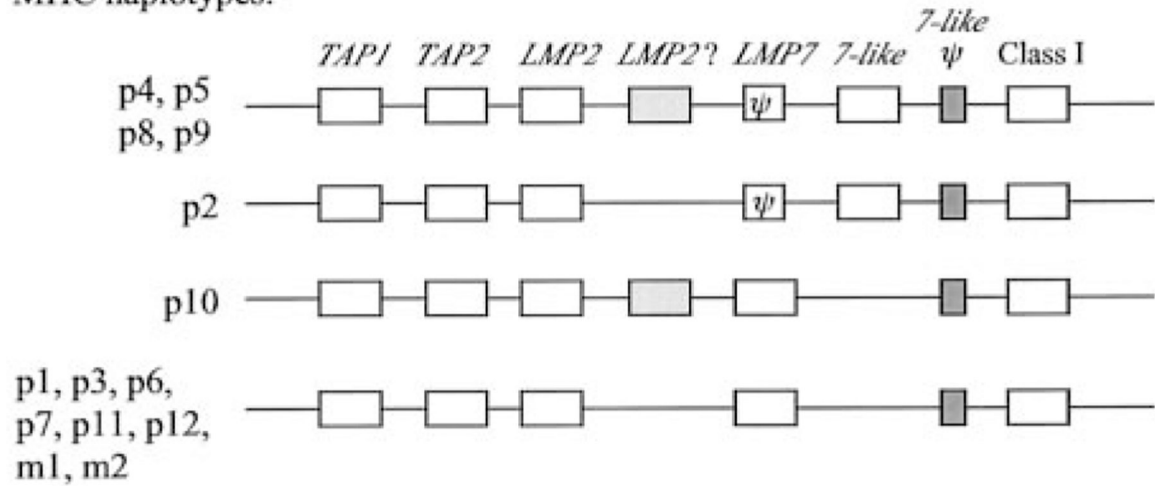 MHC haplotypes.
7-like
TAP1 TAP2 LMP2 LMP2? LMP7 7-like ψ Class I
p4, p5
p8, p9
ψ
p2
ψ
p10
p1, p3, p6,
p7, p11, p12,
m1, m2